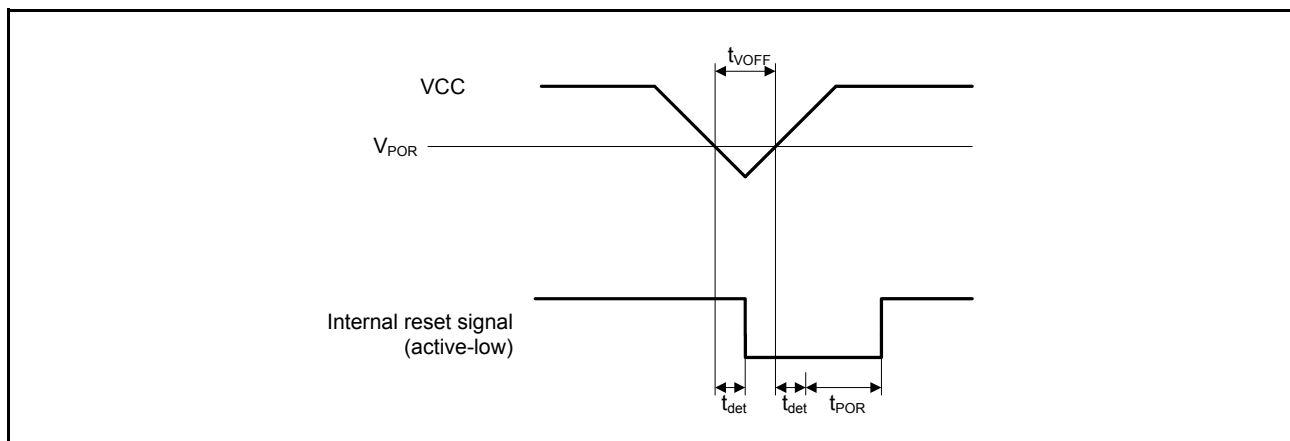 tVOFF
VCC
VPOR
Internal reset signal
(active-low)
tdet
tdet
tPOR